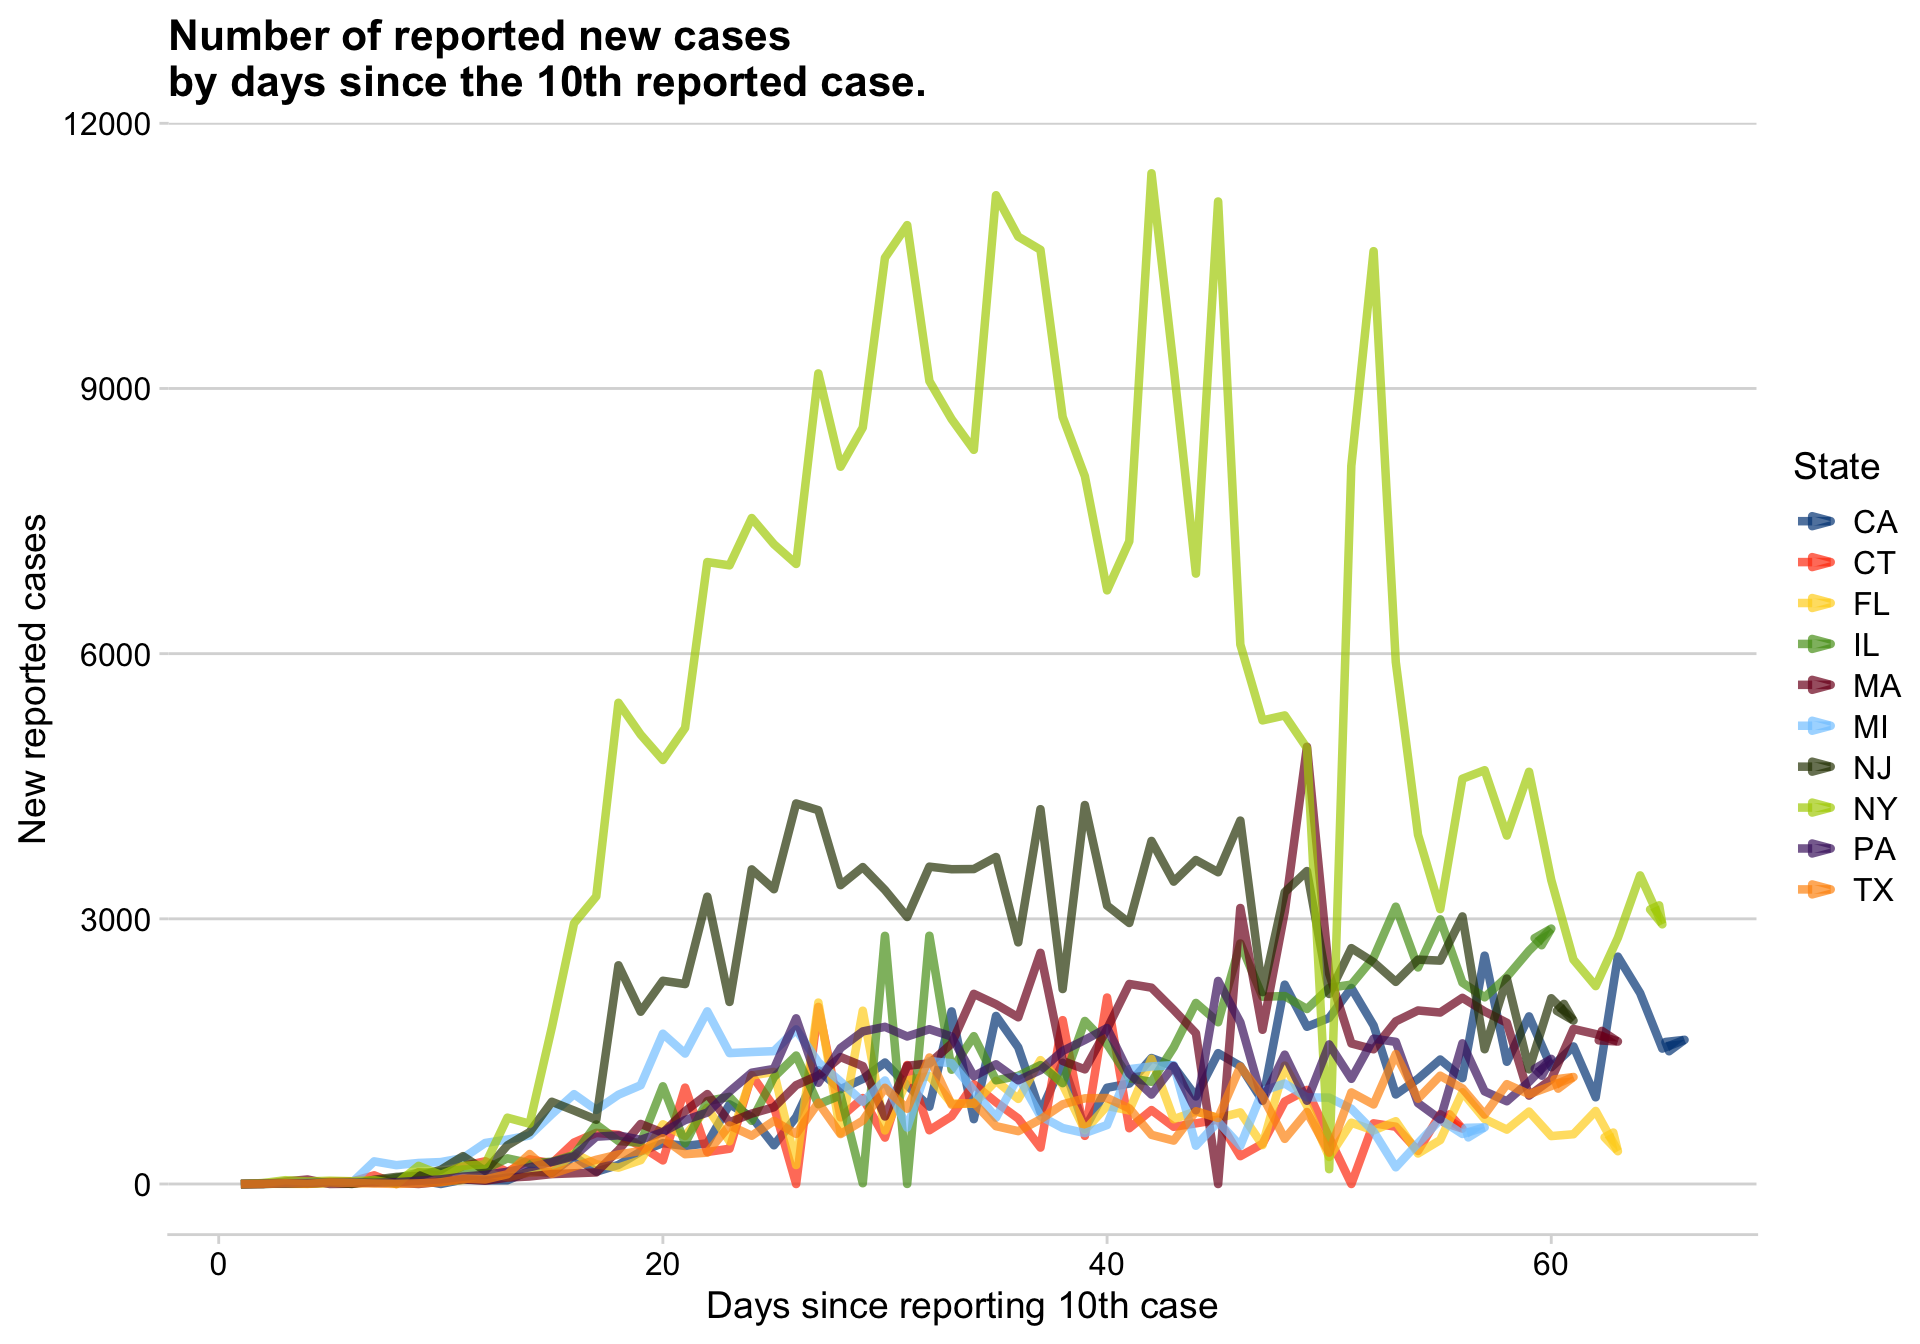 Number of reported new cases
by days since the 10th reported case.
12000
9000
6000
3000
0
New reported cases
0 20 40 60
Days since reporting 10th case
State
CA
CT
FL
IL
MA
MI
NJ
NY
PA
TX